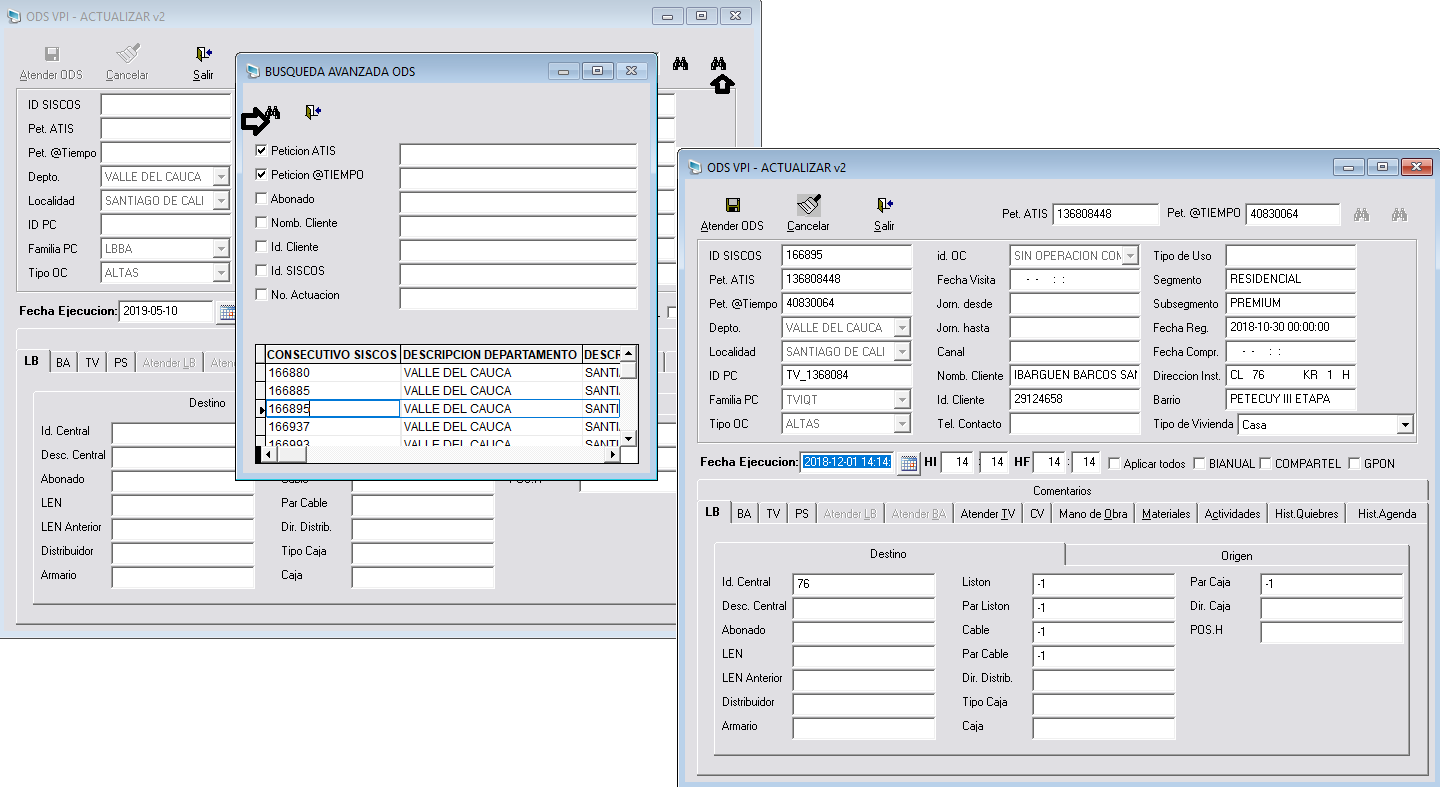 ODS VPI - ACTUALIZAR v2
Atender ODS Cancelar Salir
ID SISCOS
Pet. ATIS
Pet. @Tiempo
Depto. VALLE DEL CAUCA
Localidad SANTIAGO DE CALI
ID PC
Familia PC LBBA
Tipo OC ALTAS
Fecha Ejecucion: 2019-05-10
LB BA TV PS Atender LB
Destino
Id. Central
Desc. Central
Abonado
LEN
LEN Anterior
Distribuidor
Armario
Cable
Par Cable
Dir. Distrib.
Tipo Caja
Caja
POS.H
BUSQUEDA AVANZADA ODS
Peticion ATIS
Peticion @TIEMPO
Abonado
Nomb. Cliente
Id. Cliente
Id. SISCOS
No. Actuacion
CONSECUTIVO SISCOS DESCRIPCION DEPARTAMENTO DESCR
166880 VALLE DEL CAUCA SANTI
166885 VALLE DEL CAUCA SANTI
166895 VALLE DEL CAUCA SANTI
166937 VALLE DEL CAUCA SANTI
166993 VALLE DEL CAUCA SANTI
ODS VPI - ACTUALIZAR v2
Atender ODS Cancelar Salir Pet. ATIS 136808448 Pet. @TIEMPO 40830064
ID SISCOS 166895 id. OC SIN OPERACION COM Tipo de Uso
Pet. ATIS 136808448 Fecha Visita - - : : Segmento RESIDENCIAL
Pet. @Tiempo 40830064 Jorn. desde Subsegmento PREMIUM
Depto. VALLE DEL CAUCA Jorn. hasta Fecha Reg. 2018-10-30 00:00:00
Localidad SANTIAGO DE CALI Canal Fecha Compr. - - : :
ID PC TV_1368084 Nomb. Cliente IBARGUEN BARCOS SAN Direccion Inst. CL 76 KR 1 H
Familia PC TVIQT Id. Cliente 29124658 Barrio PETECUY III ETAPA
Tipo OC ALTAS Tel. Contacto Tipo de Vivienda Casa
Fecha Ejecucion: 2018-12-01 14:14: HI 14 : 14 HF 14 : 14 Aplicar todos BIANUAL COMPARTEL GPON
Comentarios
LB BA TV PS Atender LB Atender BA Atender TV CV Mano de Obra Materiales Actividades Hist.Quiebres Hist.Agenda
Destino Origen
Id. Central 76 Liston -1 Par Caja -1
Desc. Central Par Liston -1 Dir. Caja
Abonado Cable -1 POS.H
LEN Par Cable -1
LEN Anterior Dir. Distrib.
Distribuidor Tipo Caja
Armario Caja